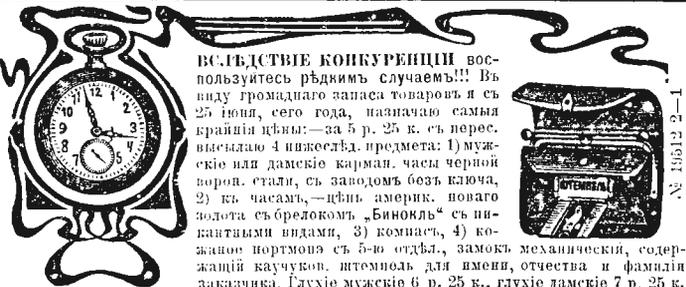 ВСЛѢДСТВІЕ КОНКУРЕНЦІИ вос-
пользуйтесь рѣдкимъ случаемъ!!! Въ
виду громаднаго запаса товаровъ я съ
25 іюня, сего года, назначаю самыя
крайнія цѣны:—за 5 р. 25 к. съ перес.
высылаю 4 нижеслѣд. предмета: 1) муж-
скіе или дамскіе карман. часы черной
ворон. стали, съ заводомъ безъ ключа,
2) къ часамъ,—цѣпь америк. новаго
золота съ брелокомъ „Бинокль“ съ пи-
кантными видами, 3) компасъ, 4) ко-
жаное портмонэ съ 5-ю отдѣл., замокъ механическій, содер-
жащій каучуков. штемпель для имени, отчества и фамиліи
заказчика. Глухіе мужскіе 6 р. 25 к., глухіе дамскіе 7 р. 25 к.
ШТЕМПЕЛЬ
№ 19512 2—1